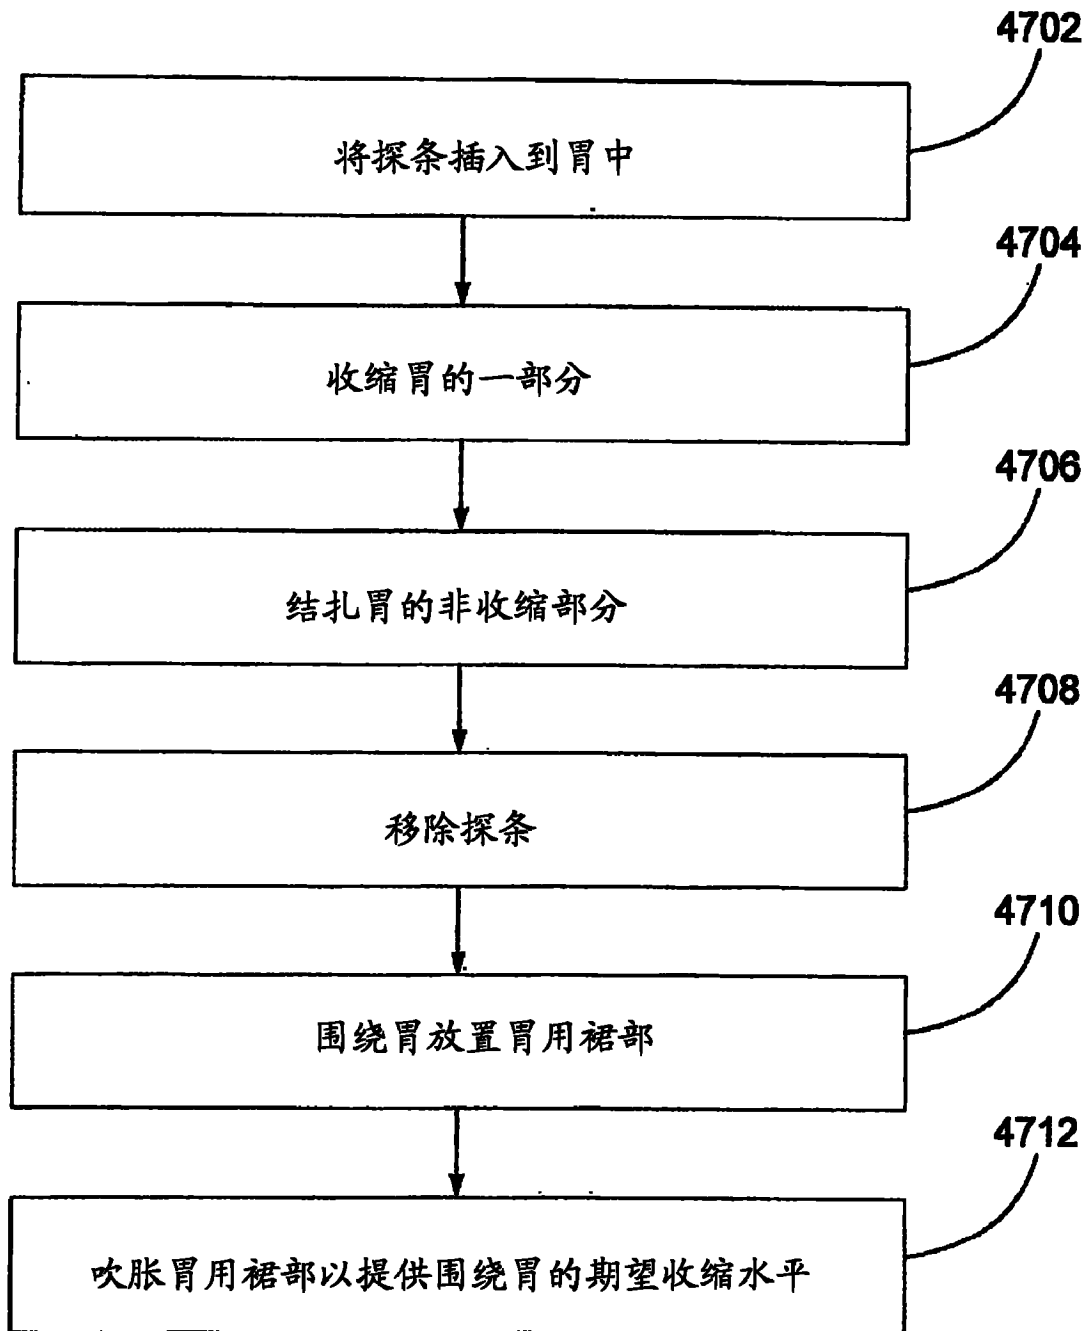 4702
将探条插入到胃中
4704
收缩胃的一部分
4706
结扎胃的非收缩部分
4708
移除探条
4710
围绕胃放置胃用裙部
4712
吹胀胃用裙部以提供围绕胃的期望收缩水平